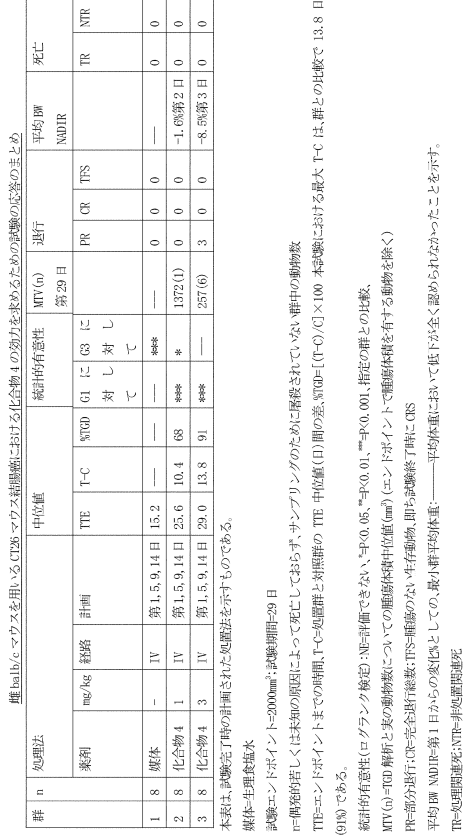 雌balb/cマウスを用いるCT26マウス結腸癌における化合物4の効力を求めるための試験の応答のまとめ
群 n 処理法 中位値 統計的有意性 MTV(n) 第29日 退行 平均BW NADIR 死亡
薬剤 mg/kg 経路 計画 TTE T-C %TGD G1に対して G3に対して PR CR TFS TR NTR
1 8 媒体 - IV 第1,5,9,14日 15.2 — — — *** — 0 0 0 — 0 0
2 8 化合物4 1 IV 第1,5,9,14日 25.6 10.4 68 *** * 1372(1) 0 0 0 -1.6%第2日 0 0
3 8 化合物4 3 IV 第1,5,9,14日 29.0 13.8 91 *** — 257(6) 3 0 0 -8.5%第3日 0 0
本表は,試験完了時の計画された処置法を示すものである。
媒体=生理食塩水
試験エンドポイント=2000mm³;試験期間=29日
n=偶発的若しくは未知の原因によって死亡しておらず,サンプリングのために屠殺されていない群中の動物数
TTE=エンドポイントまでの時間,T-C=処置群と対照群のTTE中位値(日)間の差,%TGD=[(T-C)/C]×100 本試験における最大T-Cは,群との比較で13.8日
(91%)である。
統計的有意性(ログランク検定):NE=評価できない,*=P<0.05,**=P<0.01,***=P<0.001,指定の群との比較,
MTV(n)=TGD解析と実の動物数についての腫瘍体積中位値(mm³)(エンドポイントで腫瘍体積を有する動物を除く)
PR=部分退行;CR=完全退行総数;TFS=腫瘍のない生存動物,即ち試験終了時にCRS
平均BW NADIR=第1日からの変化%としての,最小群平均体重:——平均体重において低下が全く認められなかったことを示す。
TR=処理関連死;NTR=非処置関連死